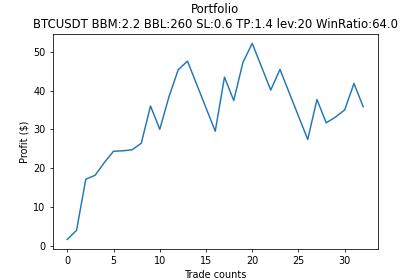 Portfolio
BTCUSDT BBM:2.2 BBL:260 SL:0.6 TP:1.4 lev:20 WinRatio:64.0
50
40
30
20
10
0
Profit ($)
0 5 10 15 20 25 30
Trade counts